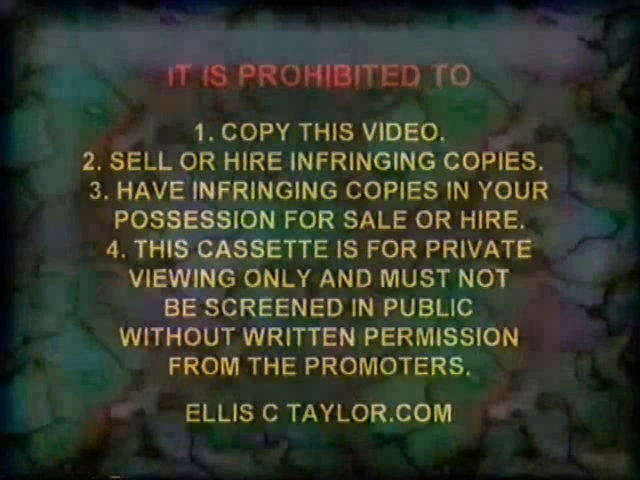 IT IS PROHIBITED TO
1. COPY THIS VIDEO.
2. SELL OR HIRE INFRINGING COPIES.
3. HAVE INFRINGING COPIES IN YOUR
POSSESSION FOR SALE OR HIRE.
4. THIS CASSETTE IS FOR PRIVATE
VIEWING ONLY AND MUST NOT
BE SCREENED IN PUBLIC
WITHOUT WRITTEN PERMISSION
FROM THE PROMOTERS.
ELLIS C TAYLOR.COM